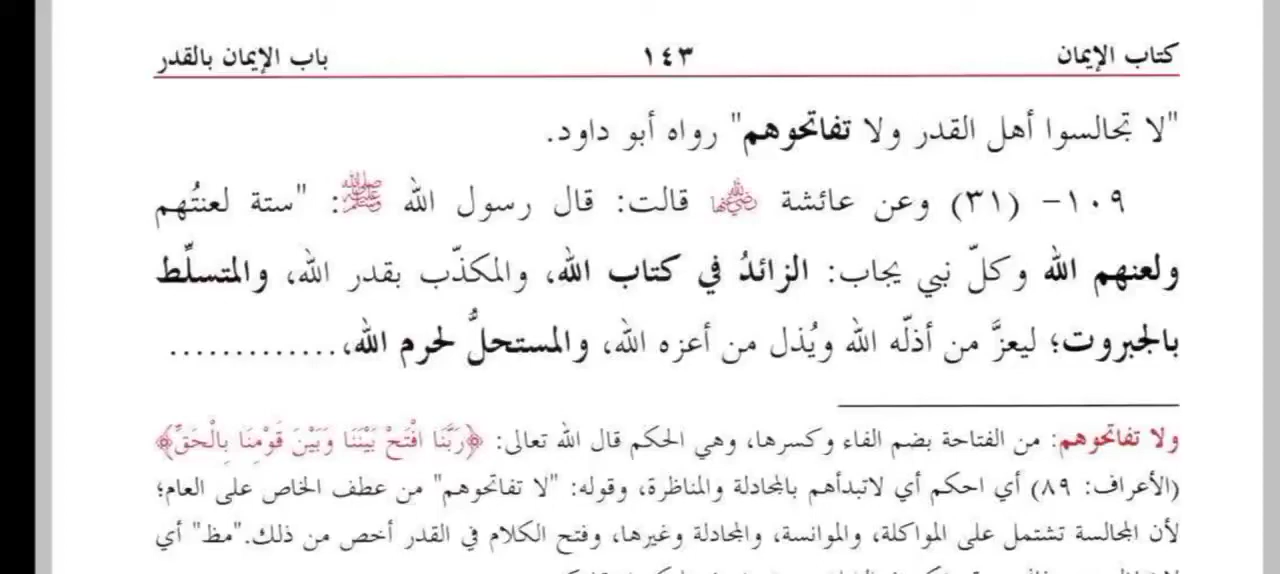 كتاب الإيمان ١٤٣ باب الإيمان بالقدر
"لا تجالسوا أهل القدر ولا تفاتحوهم" رواه أبو داود.
١٠٩- (٣١) وعن عائشة رضي الله عنها قالت: قال رسول الله ﷺ: "ستة لعنتُهم
ولعنهم الله وكلّ نبي يجاب: الزائدُ في كتاب الله، والمكذّب بقدر الله، والمتسلِّط
بالجبروت؛ ليعزَّ من أذلّه الله ويُذل من أعزه الله، والمستحلُّ لحرم الله،.............
ولا تفاتحوهم: من الفتاحة بضم الفاء وكسرها، وهي الحكم قال الله تعالى: ﴿رَبَّنَا افْتَحْ بَيْنَنَا وَبَيْنَ قَوْمِنَا بِالْحَقِّ﴾
(الأعراف: ٨٩) أي احكم أي لاتبدأهم بالمجادلة والمناظرة، وقوله: "لا تفاتحوهم" من عطف الخاص على العام؛
لأن المجالسة تشتمل على المواكلة، والموانسة، والمجادلة وغيرها، وفتح الكلام في القدر أخص من ذلك."مظ" أي